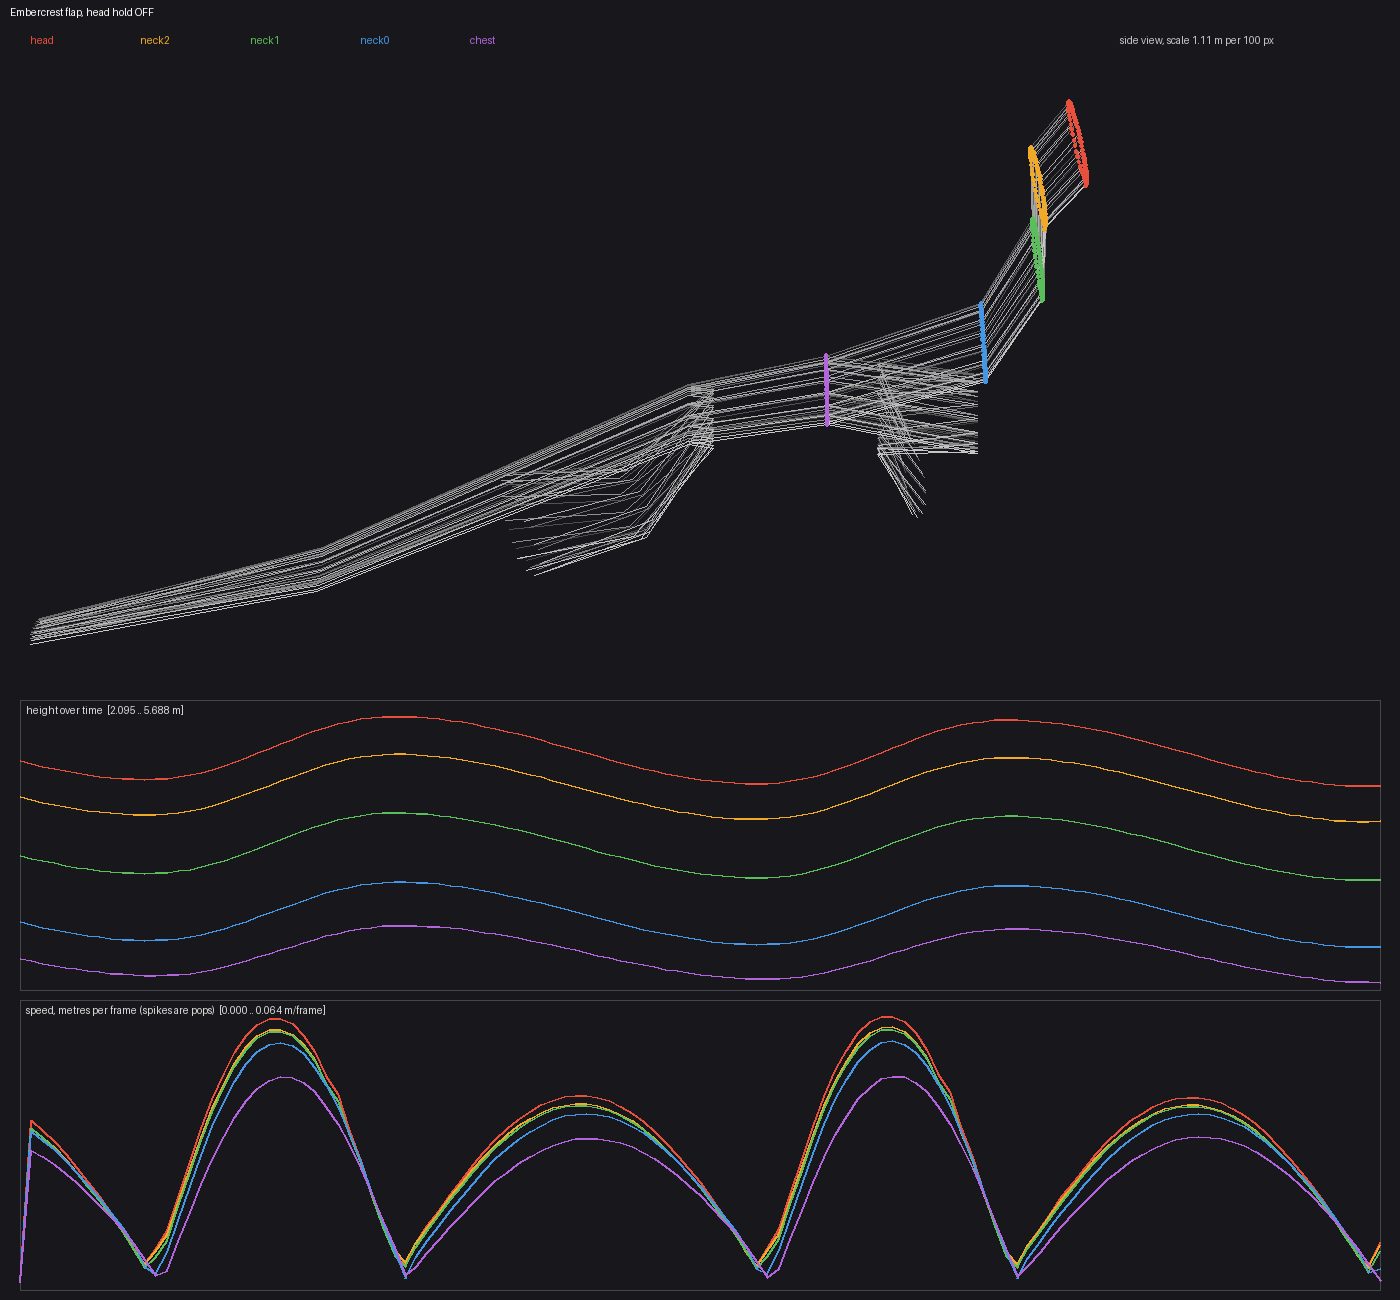 Embercrest flap, head hold OFF
head neck2 neck1 neck0 chest side view, scale 1.11 m per 100 px
height over time [2.095 .. 5.688 m]
speed, metres per frame (spikes are pops) [0.000 .. 0.064 m/frame]